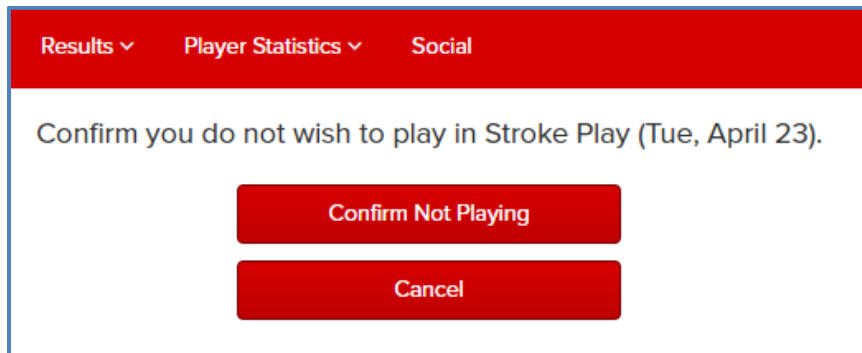 Results Player Statistics Social
Confirm you do not wish to play in Stroke Play (Tue, April 23).
Confirm Not Playing
Cancel